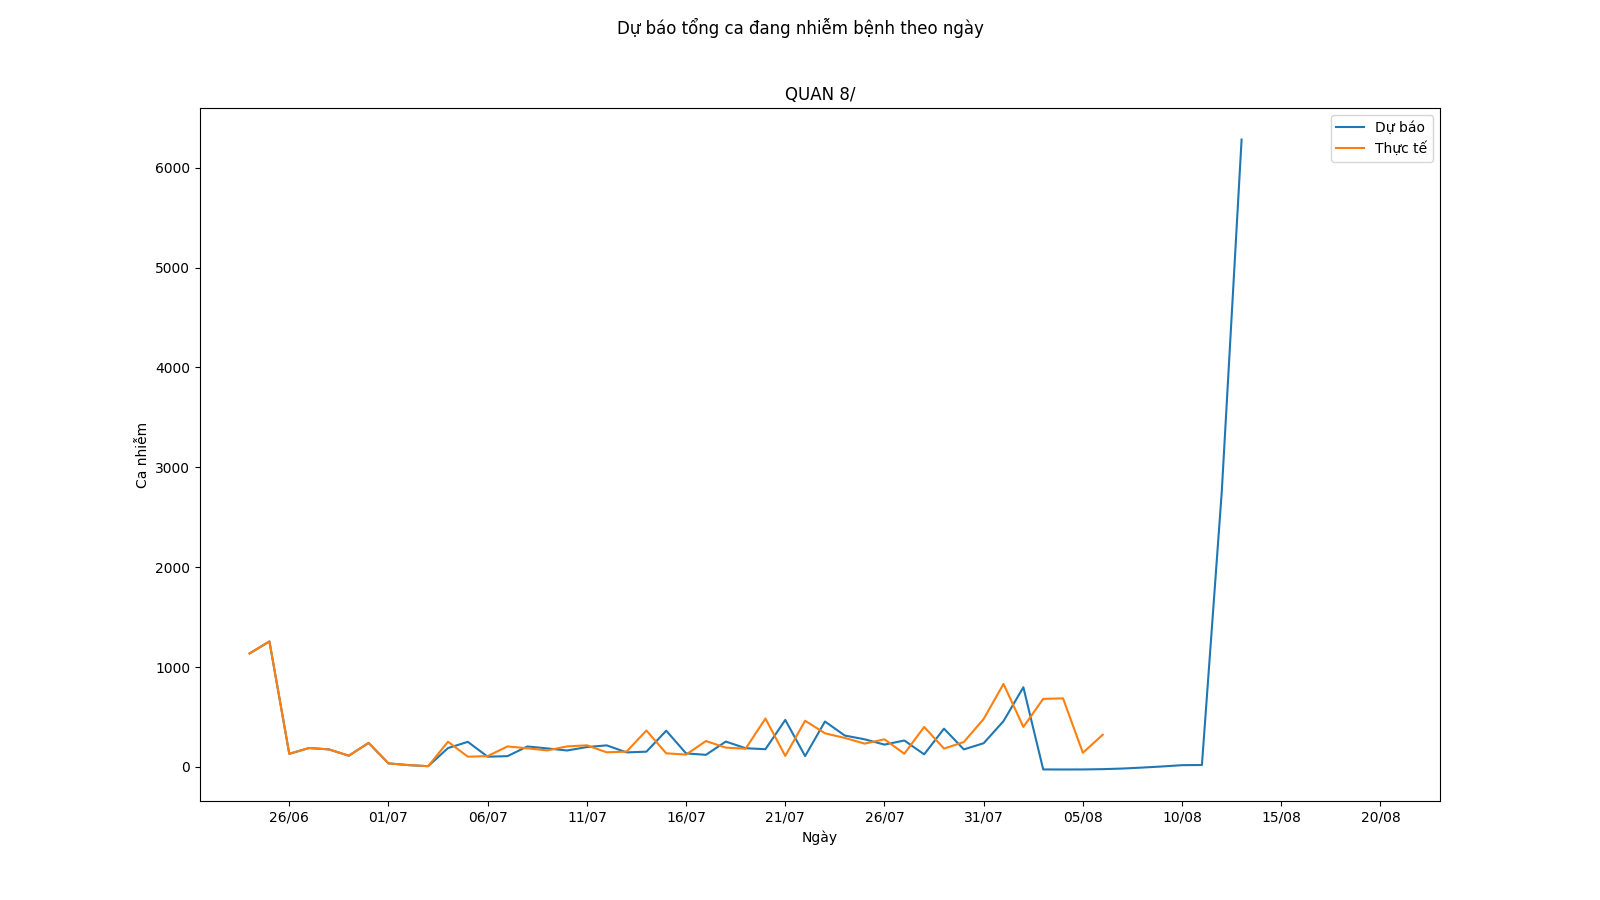 Dự báo tổng ca đang nhiễm bệnh theo ngày
QUAN 8/
Dự báo
Thực tế
6000
5000
4000
3000
2000
1000
0
Ca nhiễm
26/06 01/07 06/07 11/07 16/07 21/07 26/07 31/07 05/08 10/08 15/08 20/08
Ngày